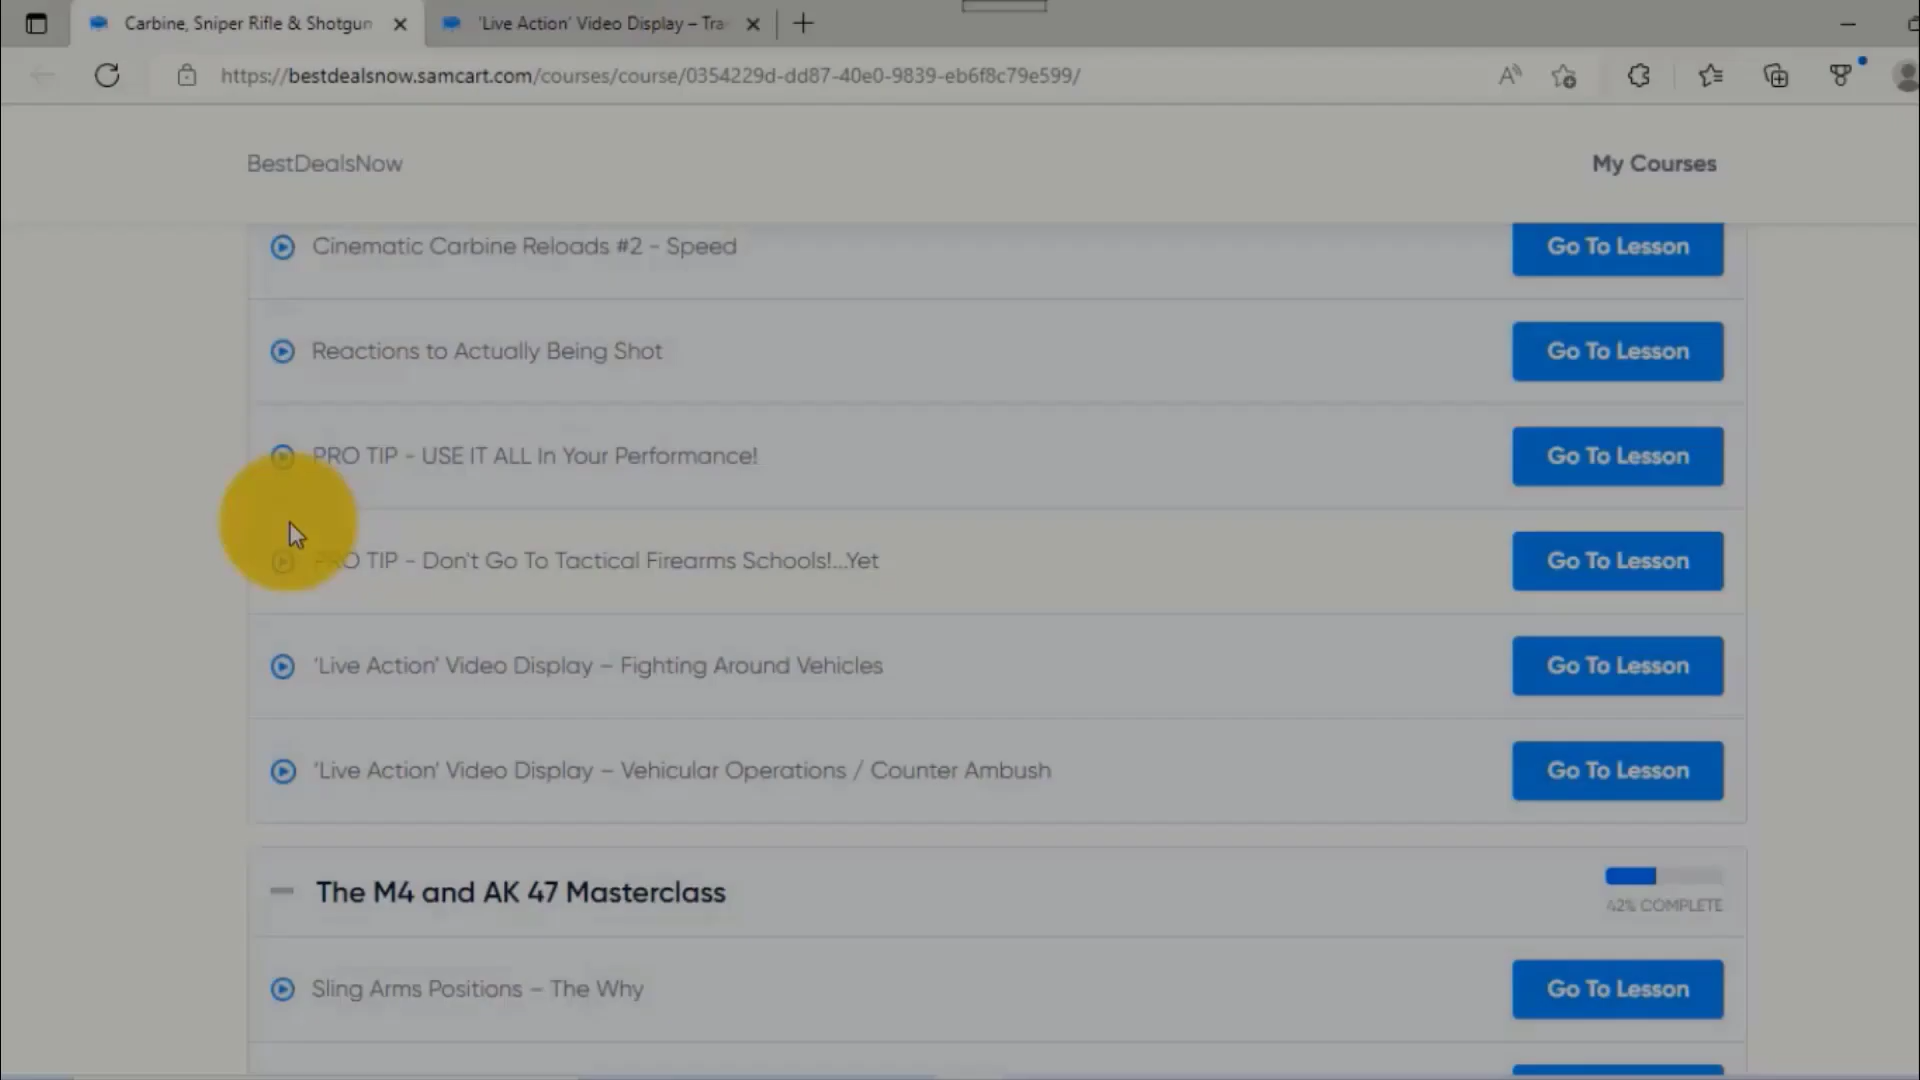 Carbine, Sniper Rifle & Shotgun
'Live Action' Video Display – Tra
https://bestdealsnow.samcart.com/courses/course/0354229d-dd87-40e0-9839-eb6f8c79e599/
BestDealsNow
My Courses
Cinematic Carbine Reloads #2 - Speed
Go To Lesson
Reactions to Actually Being Shot
Go To Lesson
PRO TIP - USE IT ALL In Your Performance!
Go To Lesson
PRO TIP - Don't Go To Tactical Firearms Schools!...Yet
Go To Lesson
'Live Action' Video Display – Fighting Around Vehicles
Go To Lesson
'Live Action' Video Display – Vehicular Operations / Counter Ambush
Go To Lesson
The M4 and AK 47 Masterclass
42% COMPLETE
Sling Arms Positions – The Why
Go To Lesson